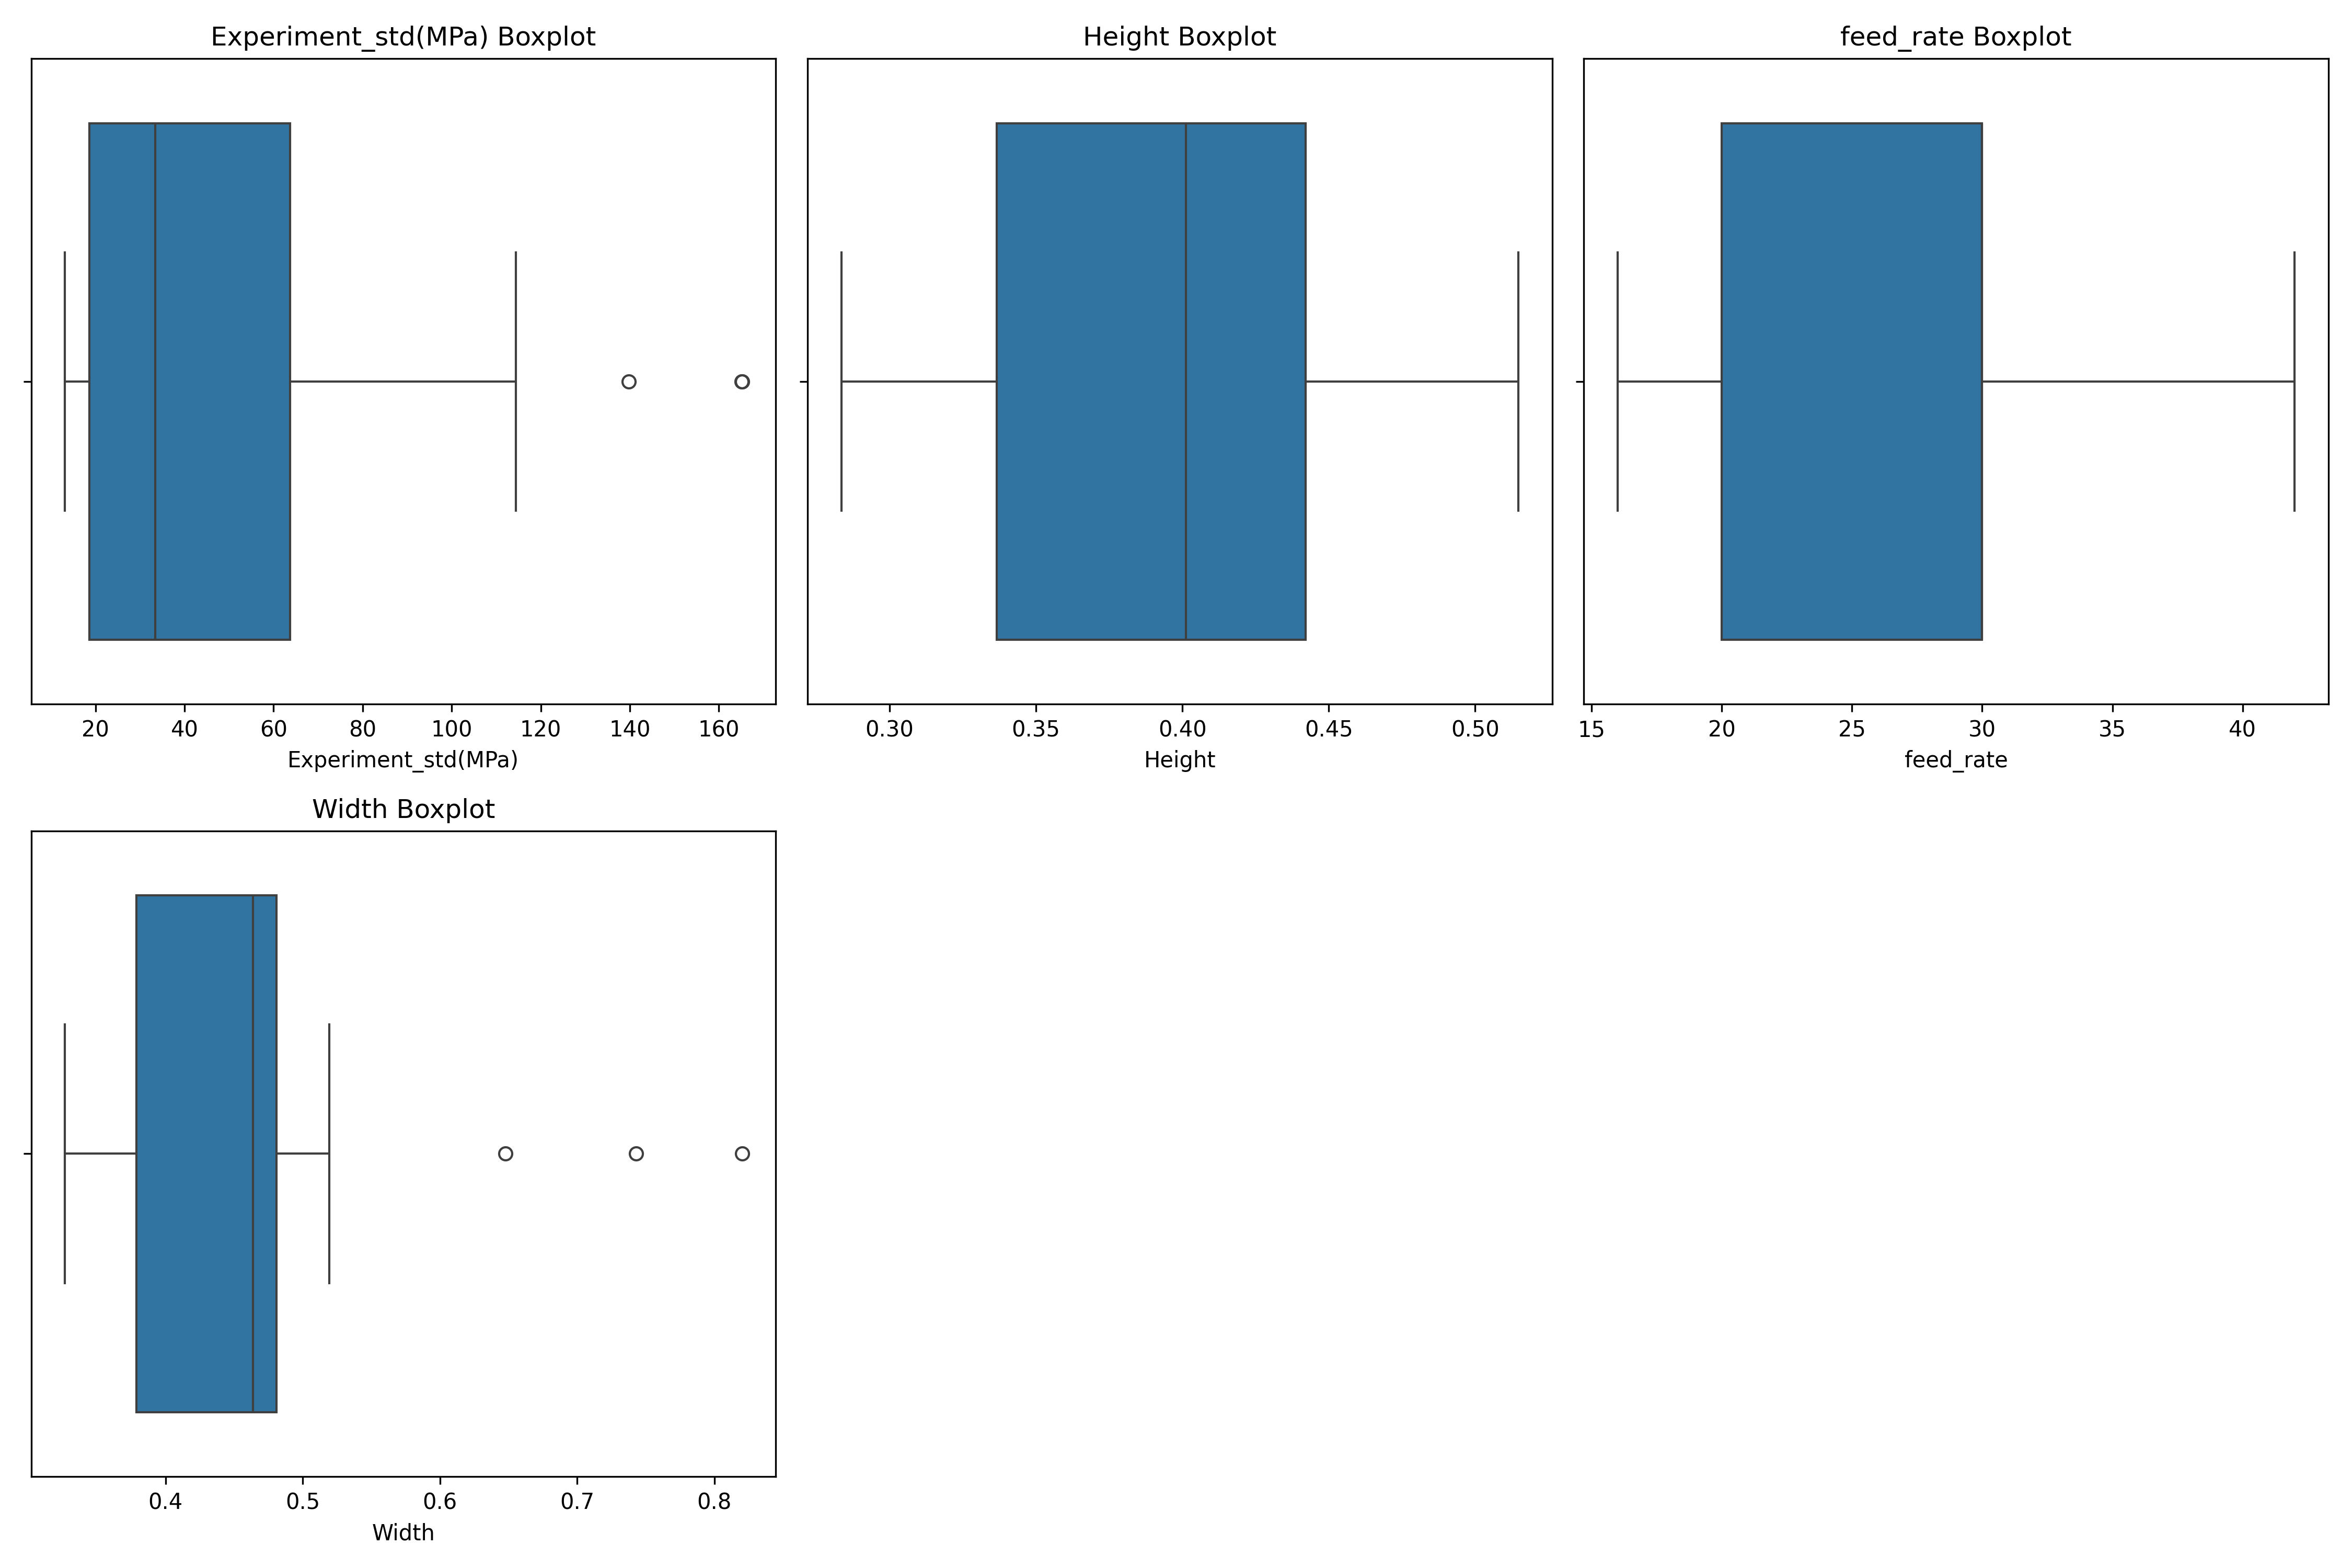 Experiment_std(MPa) Boxplot
20 40 60 80 100 120 140 160
Experiment_std(MPa)
Height Boxplot
0.30 0.35 0.40 0.45 0.50
Height
feed_rate Boxplot
15 20 25 30 35 40
feed_rate
Width Boxplot
0.4 0.5 0.6 0.7 0.8
Width